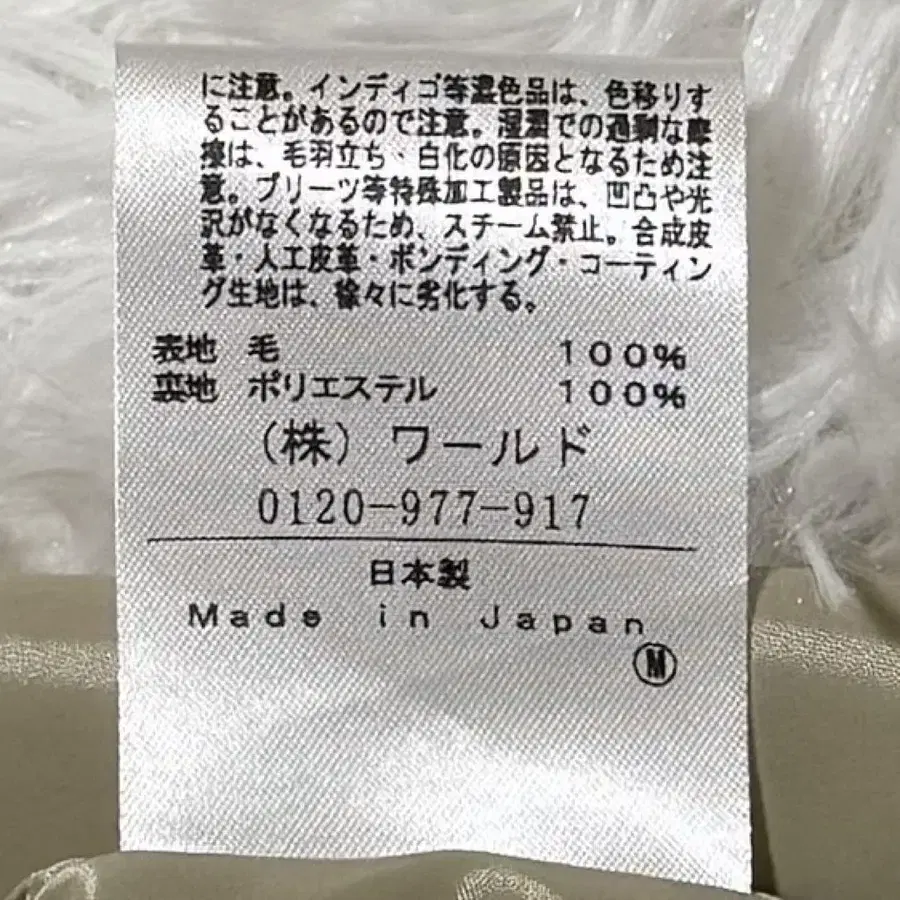 に注意。インディゴ等濃色品は、色移りす
ることがあるので注意。湿潤での過剰な摩
擦は、毛羽立ち・白化の原因となるため注
意。プリーツ等特殊加工製品は、凹凸や光
沢がなくなるため、スチーム禁止。合成皮
革・人工皮革・ボンディング・コーティン
グ生地は、徐々に劣化する。
表地 毛 100%
裏地 ポリエステル 100%
(株)ワールド
0120-977-917
日本製
Made in Japan
Ⓜ